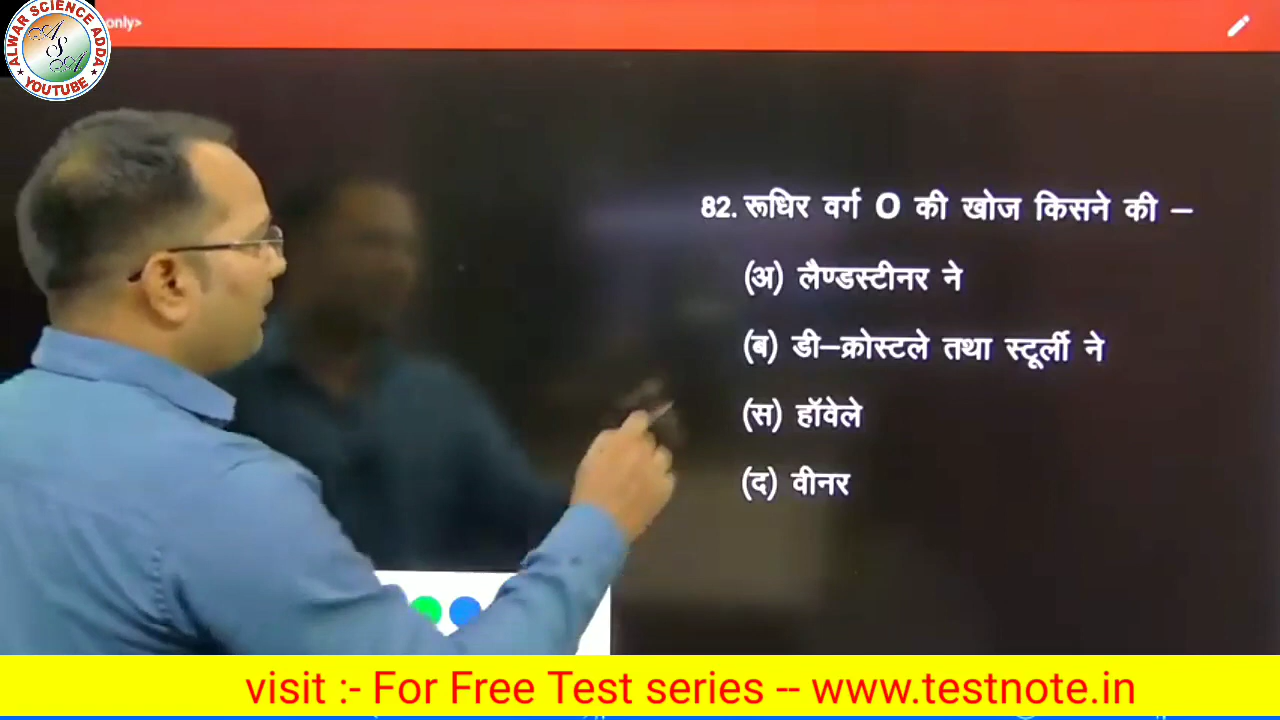 ALWAR SCIENCE ADDA
ASA
YOUTUBE
only>
82. रूधिर वर्ग O की खोज किसने की –
(अ) लैण्डस्टीनर ने
(ब) डी–क्रोस्टले तथा स्टूर्ली ने
(स) हॉवेले
(द) वीनर
visit :- For Free Test series -- www.testnote.in